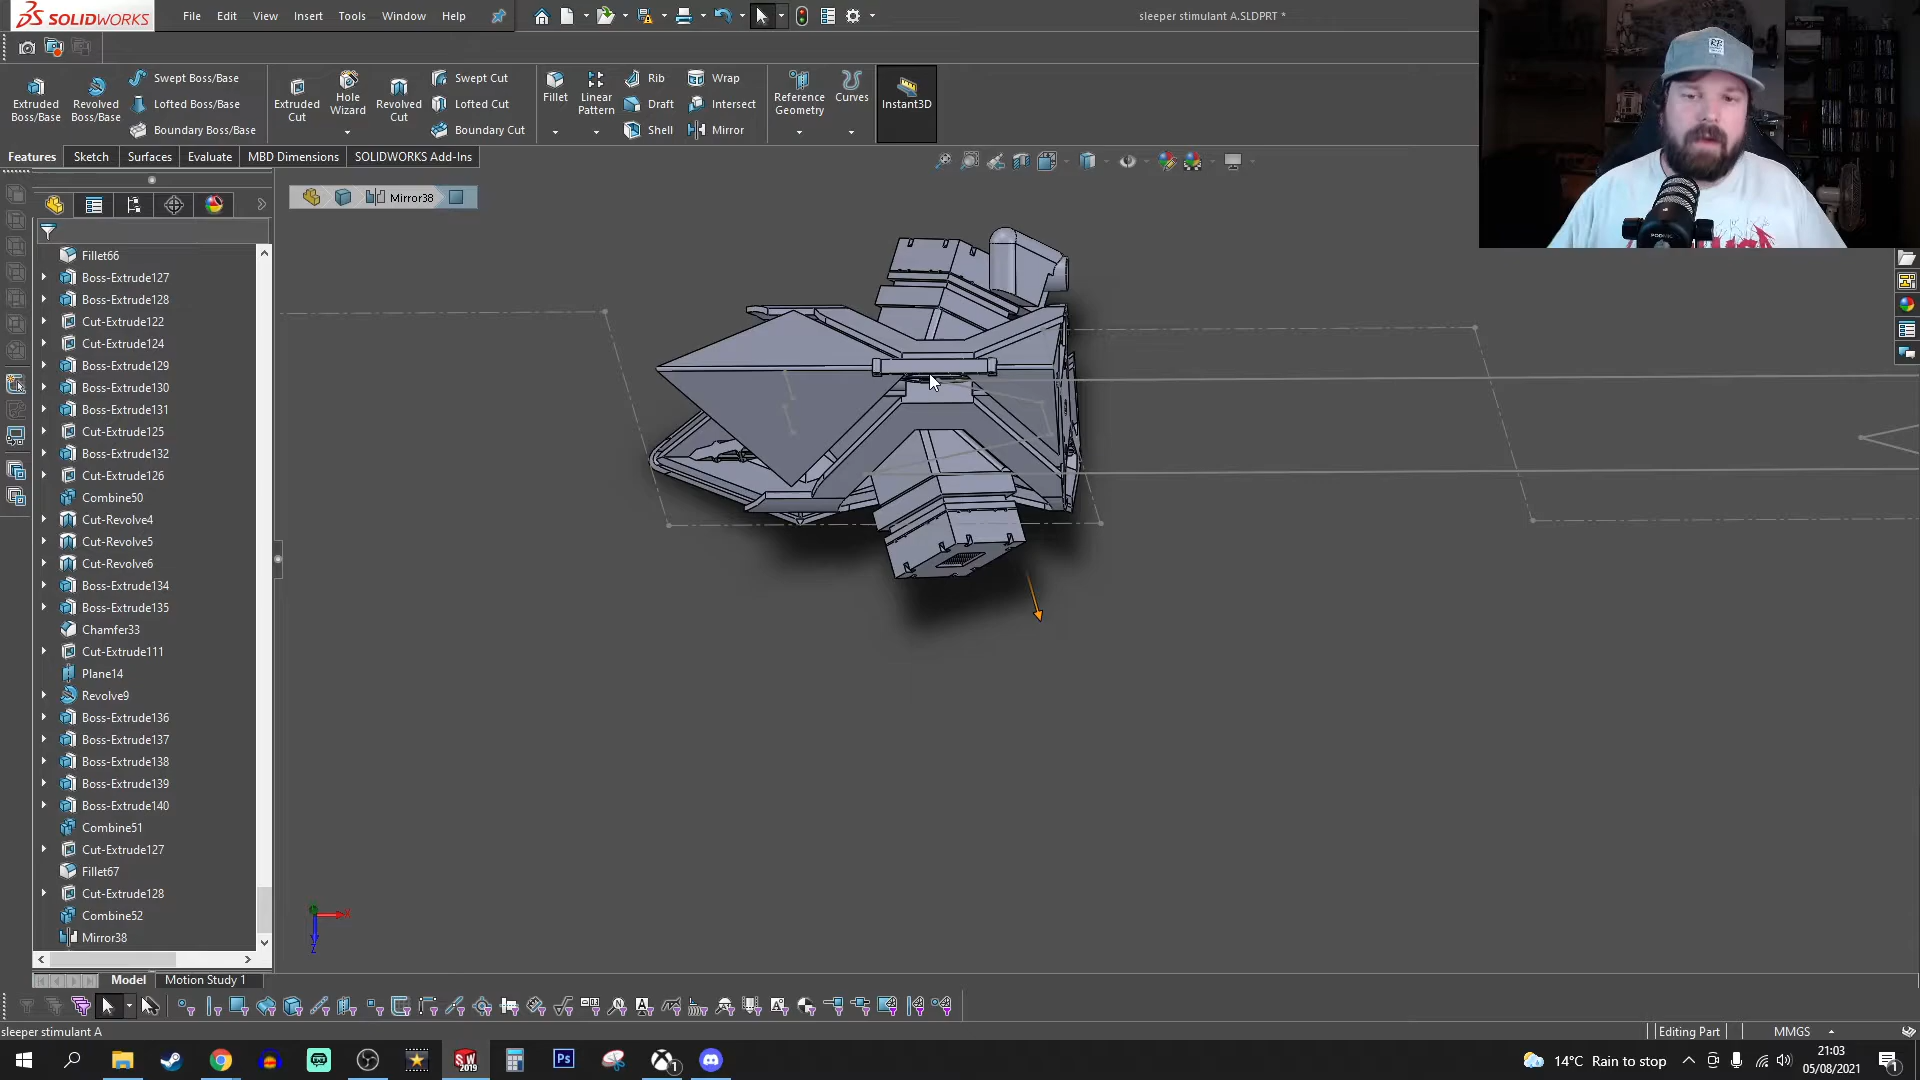 SOLIDWORKS
File Edit View Insert Tools Window Help
sleeper stimulant A.SLDPRT *
Extruded Boss/Base
Revolved Boss/Base
Swept Boss/Base
Lofted Boss/Base
Boundary Boss/Base
Extruded Cut
Hole Wizard
Revolved Cut
Swept Cut
Lofted Cut
Boundary Cut
Fillet
Linear Pattern
Rib
Draft
Shell
Wrap
Intersect
Mirror
Reference Geometry
Curves
Instant3D
Features Sketch Surfaces Evaluate MBD Dimensions SOLIDWORKS Add-Ins
Mirror38
Fillet66
Boss-Extrude127
Boss-Extrude128
Cut-Extrude122
Cut-Extrude124
Boss-Extrude129
Boss-Extrude130
Boss-Extrude131
Cut-Extrude125
Boss-Extrude132
Cut-Extrude126
Combine50
Cut-Revolve4
Cut-Revolve5
Cut-Revolve6
Boss-Extrude134
Boss-Extrude135
Chamfer33
Cut-Extrude111
Plane14
Revolve9
Boss-Extrude136
Boss-Extrude137
Boss-Extrude138
Boss-Extrude139
Boss-Extrude140
Combine51
Cut-Extrude127
Fillet67
Cut-Extrude128
Combine52
Mirror38
Model Motion Study 1
sleeper stimulant A
Editing Part MMGS
14°C Rain to stop
21:03
05/08/2021